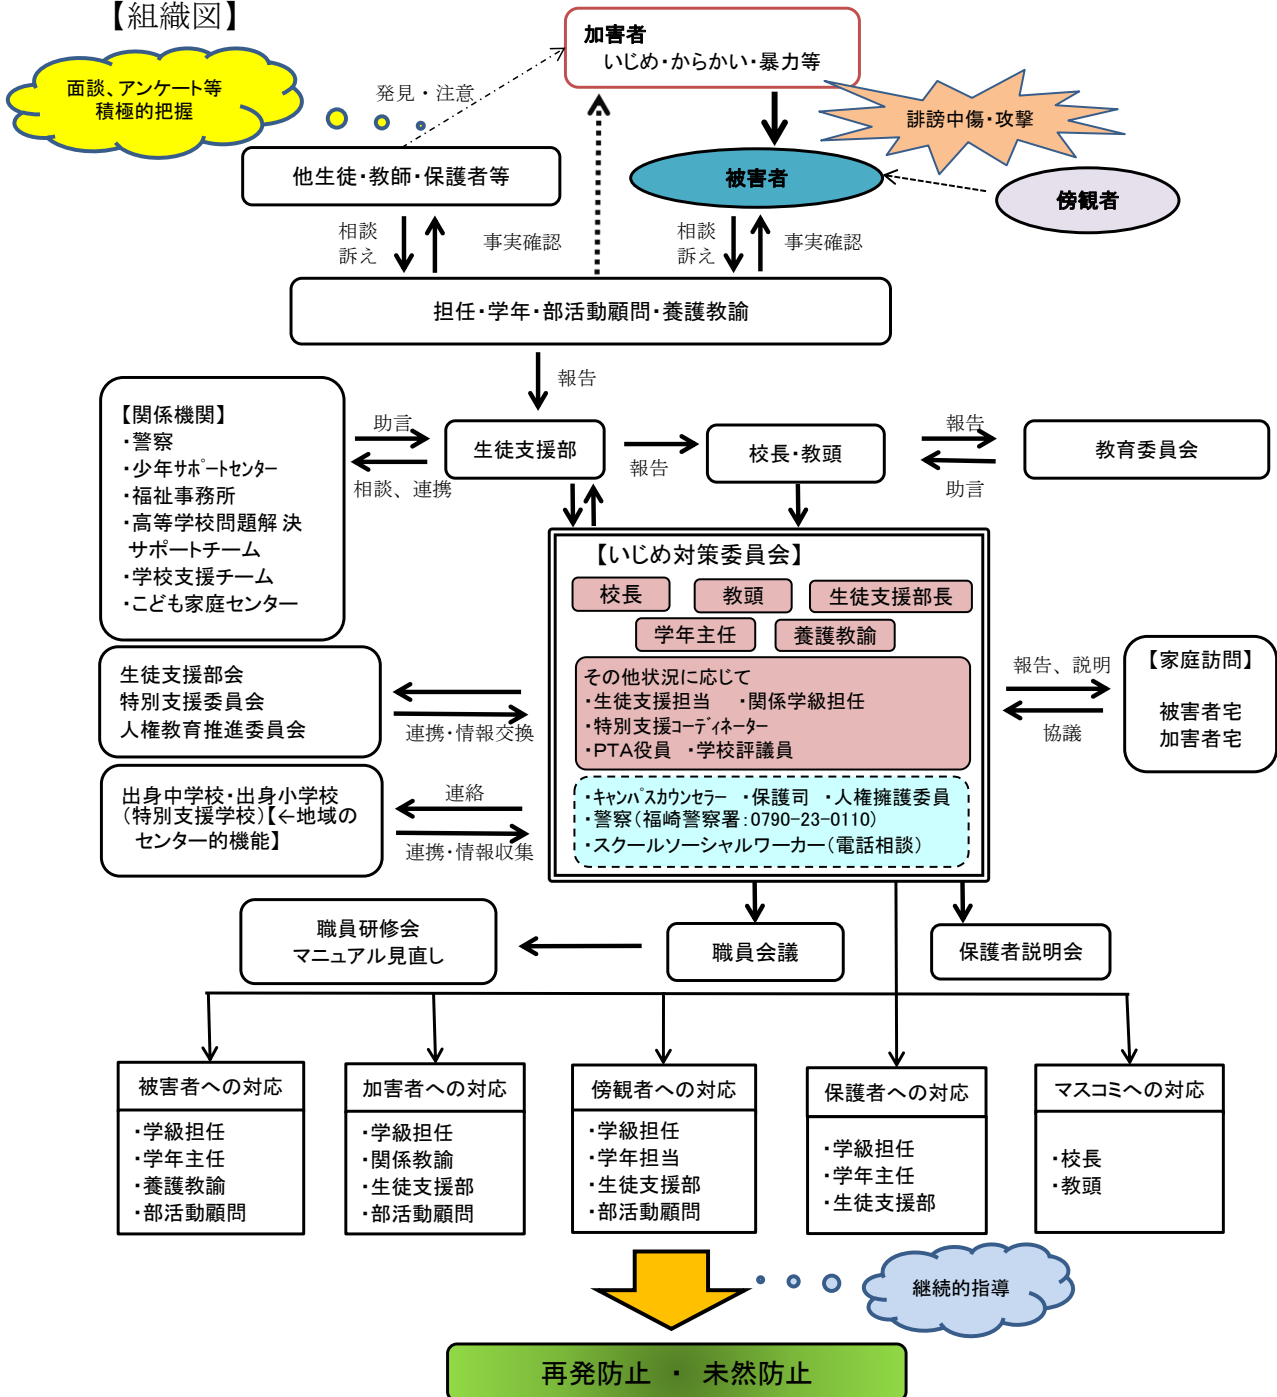 【組織図】
加害者
いじめ・からかい・暴力等
面談、アンケート等
積極的把握
発見・注意
誹謗中傷・攻撃
他生徒・教師・保護者等
被害者
傍観者
相談
訴え
事実確認
相談
訴え
事実確認
担任・学年・部活動顧問・養護教諭
報告
【関係機関】
・警察
・少年サポートセンター
・福祉事務所
・高等学校問題解決
サポートチーム
・学校支援チーム
・こども家庭センター
助言
相談、連携
生徒支援部
報告
校長・教頭
報告
助言
教育委員会
【いじめ対策委員会】
校長
教頭
生徒支援部長
学年主任
養護教諭
その他状況に応じて
・生徒支援担当 ・関係学級担任
・特別支援コーディネーター
・PTA役員 ・学校評議員
・キャンパスカウンセラー ・保護司 ・人権擁護委員
・警察(福崎警察署:0790-23-0110)
・スクールソーシャルワーカー(電話相談)
生徒支援部会
特別支援委員会
人権教育推進委員会
連携・情報交換
報告、説明
協議
【家庭訪問】
被害者宅
加害者宅
出身中学校・出身小学校
(特別支援学校)【←地域の
センター的機能】
連絡
連携・情報収集
職員研修会
マニュアル見直し
職員会議
保護者説明会
被害者への対応
・学級担任
・学年主任
・養護教諭
・部活動顧問
加害者への対応
・学級担任
・関係教諭
・生徒支援部
・部活動顧問
傍観者への対応
・学級担任
・学年担当
・生徒支援部
・部活動顧問
保護者への対応
・学級担任
・学年主任
・生徒支援部
マスコミへの対応
・校長
・教頭
継続的指導
再発防止 ・ 未然防止